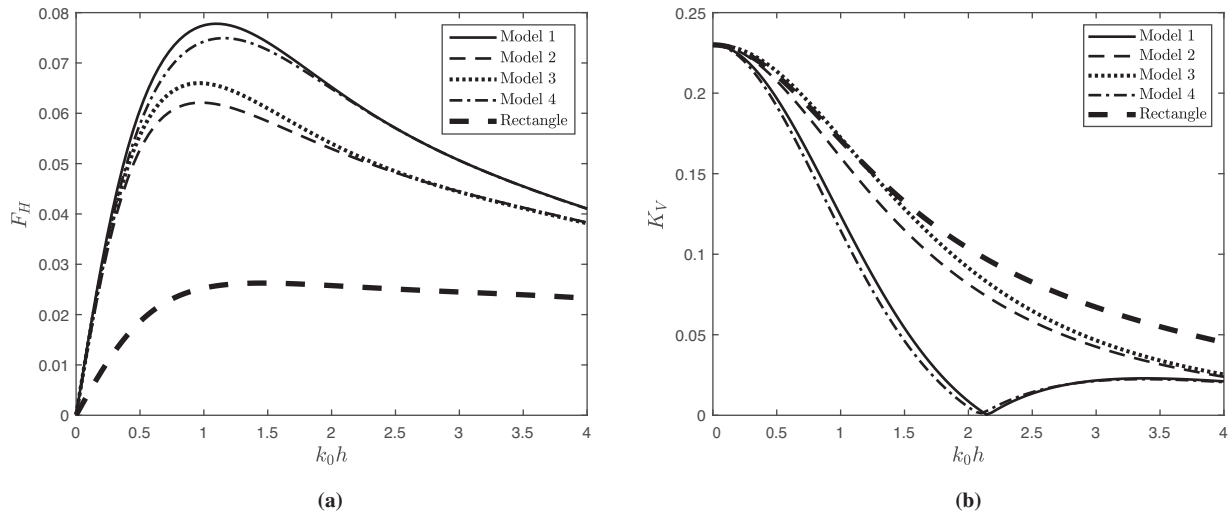 0.08
0.07
0.06
0.05
0.04
0.03
0.02
0.01
0
F_H
0 0.5 1 1.5 2 2.5 3 3.5 4
k_0h
Model 1
Model 2
Model 3
Model 4
Rectangle
(a)
0.25
0.2
0.15
0.1
0.05
0
K_V
0 0.5 1 1.5 2 2.5 3 3.5 4
k_0h
Model 1
Model 2
Model 3
Model 4
Rectangle
(b)